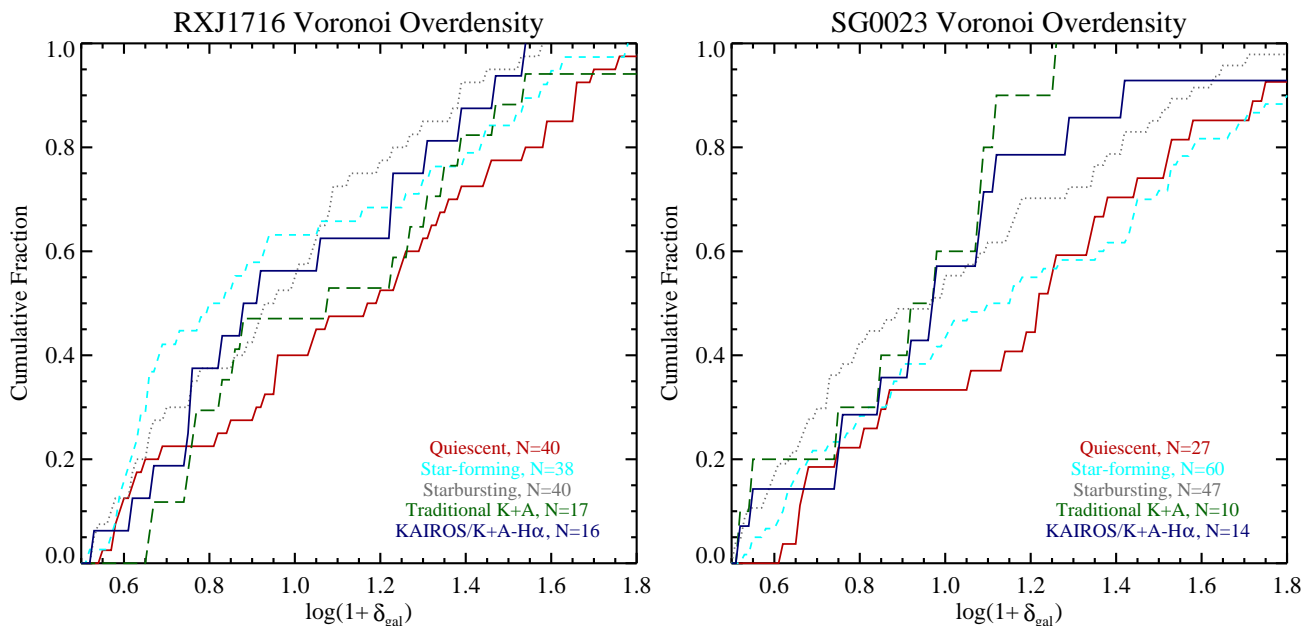 RXJ1716 Voronoi Overdensity
SG0023 Voronoi Overdensity
Cumulative Fraction
1.0
0.8
0.6
0.4
0.2
0.0
Quiescent, N=40
Star-forming, N=38
Starbursting, N=40
Traditional K+A, N=17
KAIROS/K+A-Hα, N=16
0.6 0.8 1.0 1.2 1.4 1.6 1.8
log(1+ δgal)
Cumulative Fraction
1.0
0.8
0.6
0.4
0.2
0.0
Quiescent, N=27
Star-forming, N=60
Starbursting, N=47
Traditional K+A, N=10
KAIROS/K+A-Hα, N=14
0.6 0.8 1.0 1.2 1.4 1.6 1.8
log(1+ δgal)